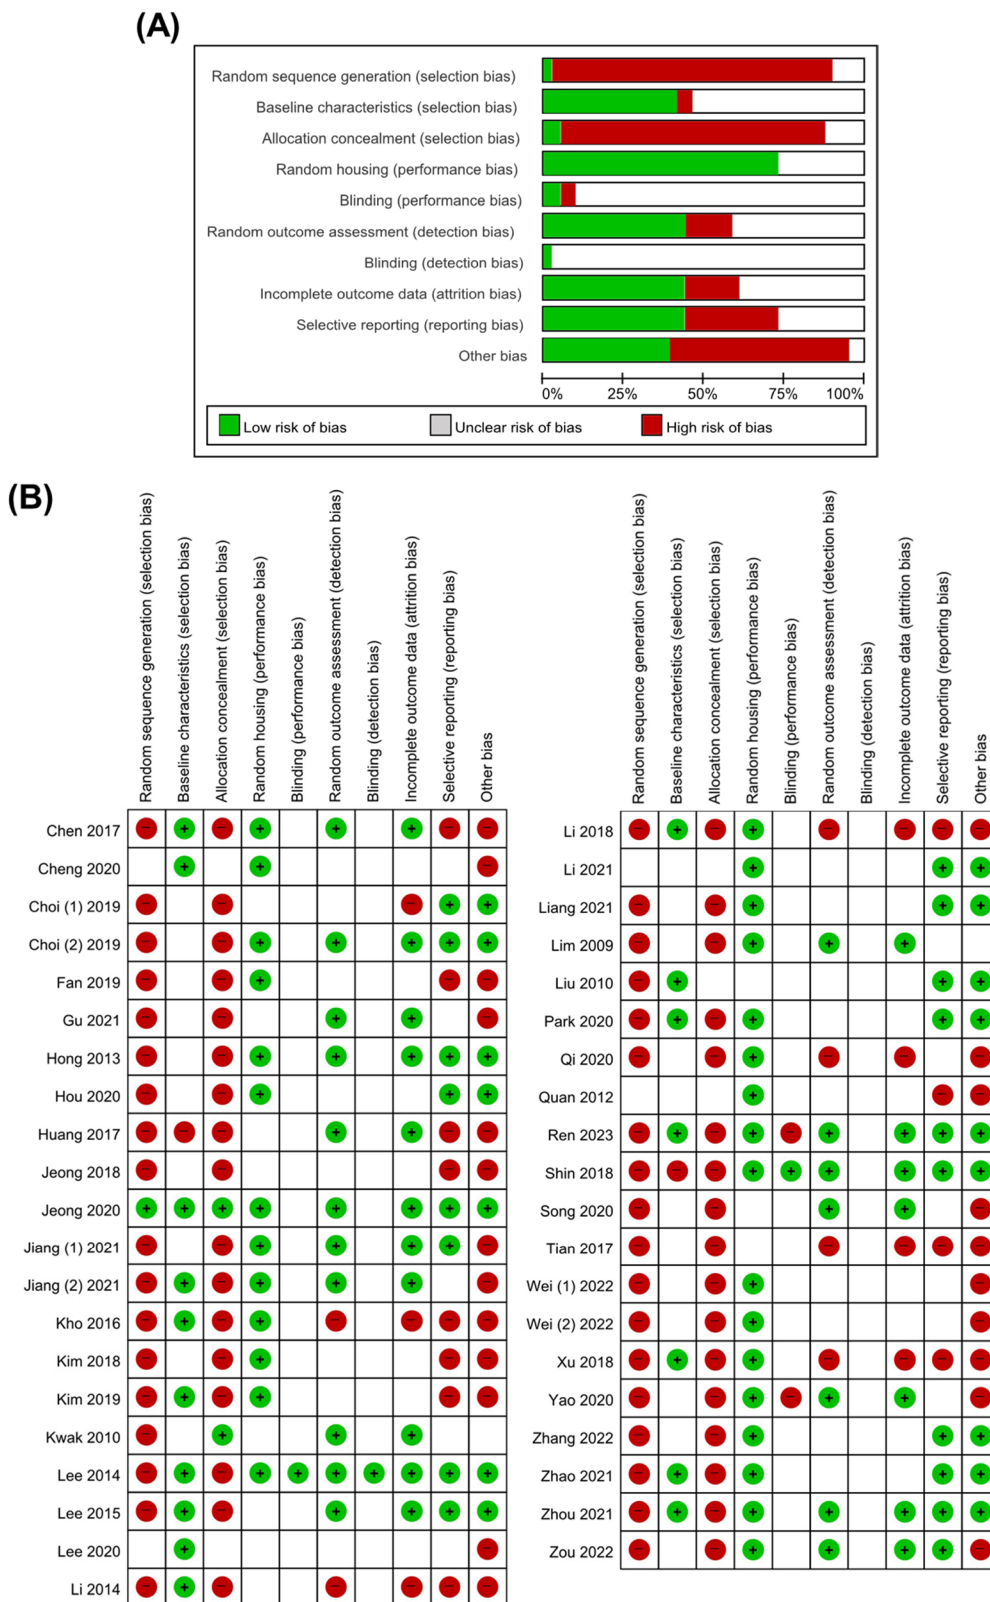 (A)
Random sequence generation (selection bias)
Baseline characteristics (selection bias)
Allocation concealment (selection bias)
Random housing (performance bias)
Blinding (performance bias)
Random outcome assessment (detection bias)
Blinding (detection bias)
Incomplete outcome data (attrition bias)
Selective reporting (reporting bias)
Other bias
0% 25% 50% 75% 100%
Low risk of bias Unclear risk of bias High risk of bias
(B)
Random sequence generation (selection bias)
Baseline characteristics (selection bias)
Allocation concealment (selection bias)
Random housing (performance bias)
Blinding (performance bias)
Random outcome assessment (detection bias)
Blinding (detection bias)
Incomplete outcome data (attrition bias)
Selective reporting (reporting bias)
Other bias
Chen 2017 - + - + + + - -
Cheng 2020 + + -
Choi (1) 2019 - - - + +
Choi (2) 2019 - - + + + + +
Fan 2019 - - + - -
Gu 2021 - - + + -
Hong 2013 - - + + + + +
Hou 2020 - - + + +
Huang 2017 - - - + + - -
Jeong 2018 - - - -
Jeong 2020 + + + + + + + +
Jiang (1) 2021 - - + + + + -
Jiang (2) 2021 - + - + + + -
Kho 2016 - + - + - - - -
Kim 2018 - - + - -
Kim 2019 - + - + - -
Kwak 2010 - + + +
Lee 2014 - + - + + + + + + +
Lee 2015 - + - + + + +
Lee 2020 + -
Li 2014 - + - - - - -
Random sequence generation (selection bias)
Baseline characteristics (selection bias)
Allocation concealment (selection bias)
Random housing (performance bias)
Blinding (performance bias)
Random outcome assessment (detection bias)
Blinding (detection bias)
Incomplete outcome data (attrition bias)
Selective reporting (reporting bias)
Other bias
Li 2018 - + - + - - - -
Li 2021 + + +
Liang 2021 - - + + +
Lim 2009 - - + + +
Liu 2010 - + + +
Park 2020 - + - + + +
Qi 2020 - - + - - -
Quan 2012 + - -
Ren 2023 - + - + - + + + +
Shin 2018 - - - + + + + + +
Song 2020 - - + + -
Tian 2017 - - - - - -
Wei (1) 2022 - - + -
Wei (2) 2022 - - + -
Xu 2018 - + - + - - - -
Yao 2020 - - + - + + -
Zhang 2022 - - + + +
Zhao 2021 - + - + + +
Zhou 2021 - + - + + + + +
Zou 2022 - - + + + + -